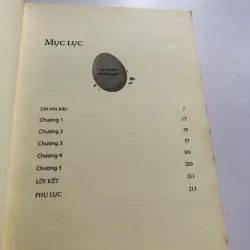 MỤC LỤC
Lời nói đầu 7
Chương 1 13
Chương 2 29
Chương 3 57
Chương 4 101
Chương 5 205
LỜI KẾT 211
PHỤ LỤC 213